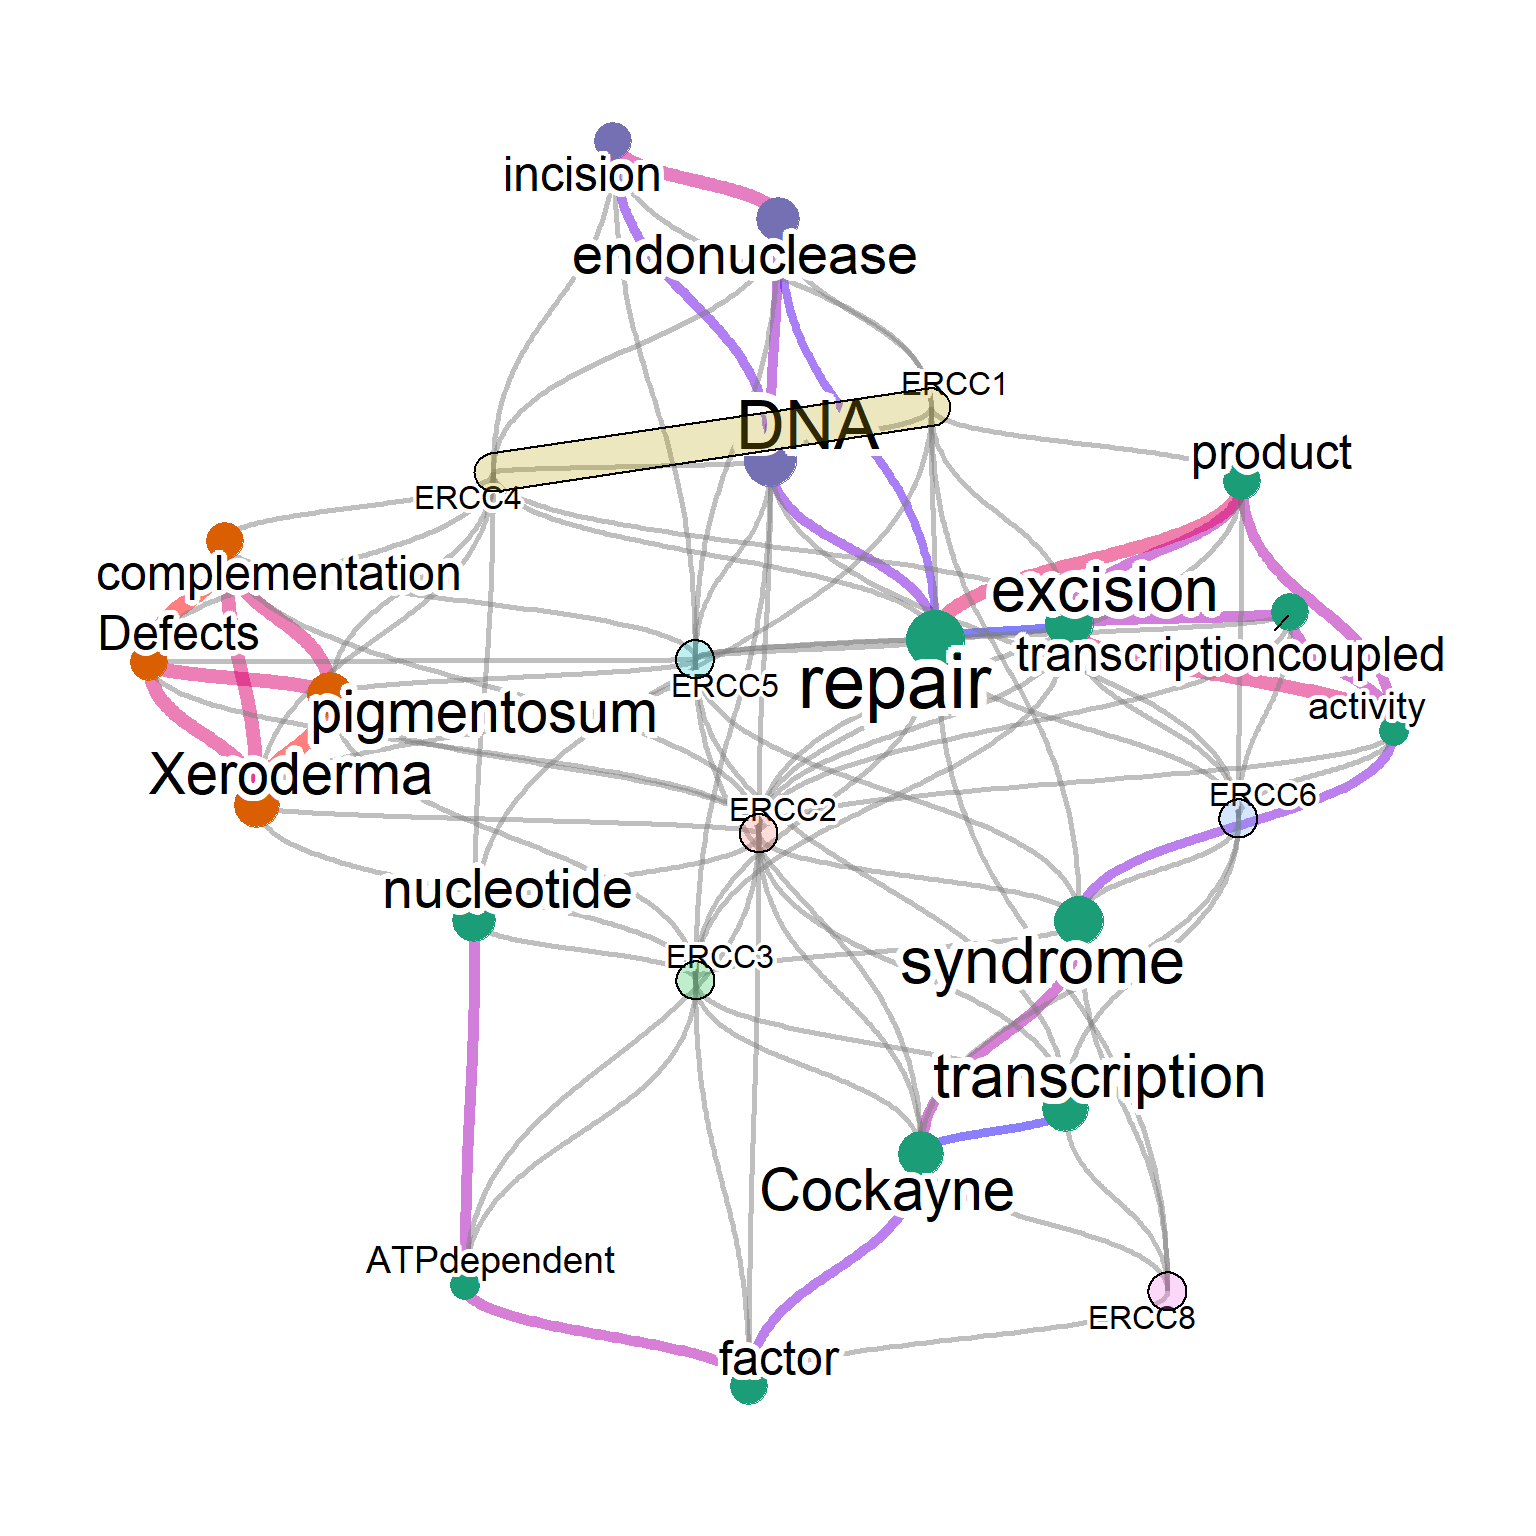 incision
endonuclease
ERCC1
DNA
product
ERCC4
complementation
excision
Defects
transcriptioncoupled
ERCC5
repair
activity
pigmentosum
Xeroderma
ERCC6
ERCC2
nucleotide
ERCC3
syndrome
transcription
Cockayne
ATPdependent
ERCC8
factor